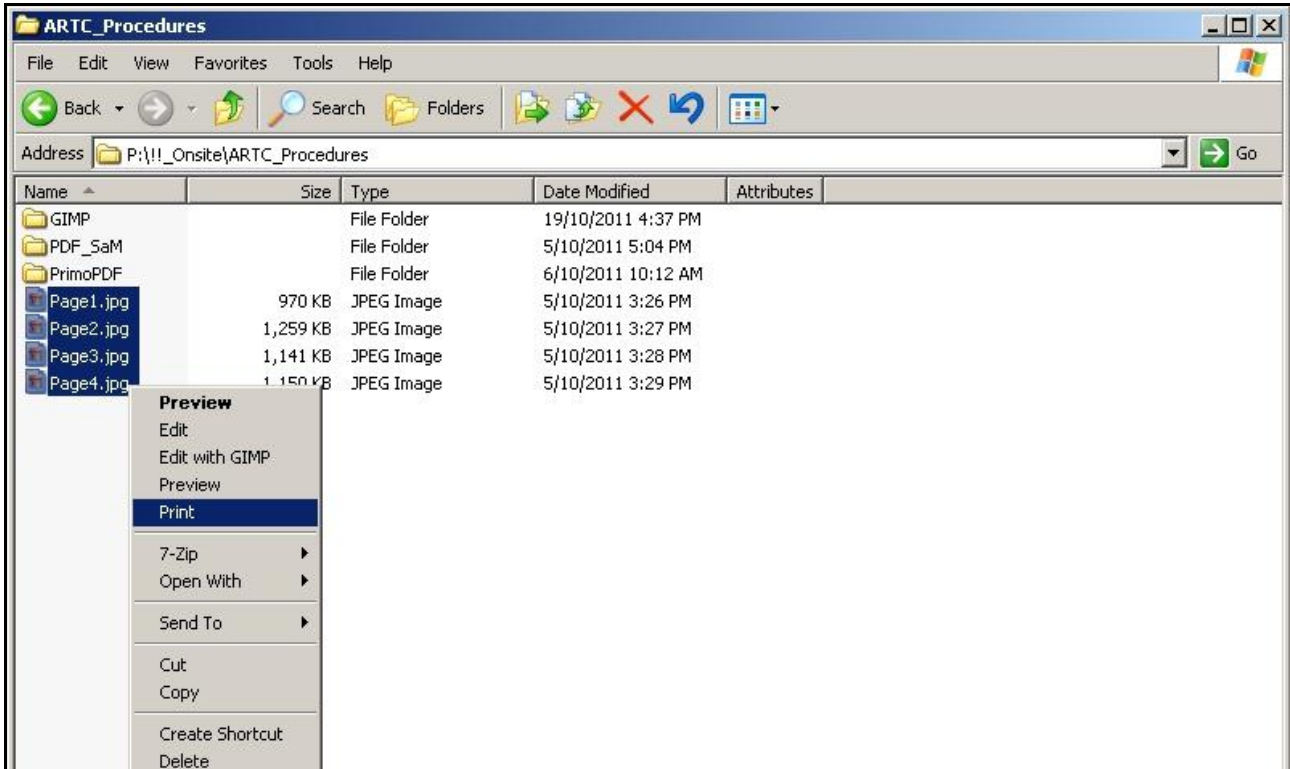 ARTC_Procedures
File Edit View Favorites Tools Help
Back Search Folders
Address P:\!!_Onsite\ARTC_Procedures Go
Name Size Type Date Modified Attributes
GIMP File Folder 19/10/2011 4:37 PM
PDF_SaM File Folder 5/10/2011 5:04 PM
PrimoPDF File Folder 6/10/2011 10:12 AM
Page1.jpg 970 KB JPEG Image 5/10/2011 3:26 PM
Page2.jpg 1,259 KB JPEG Image 5/10/2011 3:27 PM
Page3.jpg 1,141 KB JPEG Image 5/10/2011 3:28 PM
Page4.jpg 1,150 KB JPEG Image 5/10/2011 3:29 PM
Preview
Edit
Edit with GIMP
Preview
Print
7-Zip
Open With
Send To
Cut
Copy
Create Shortcut
Delete